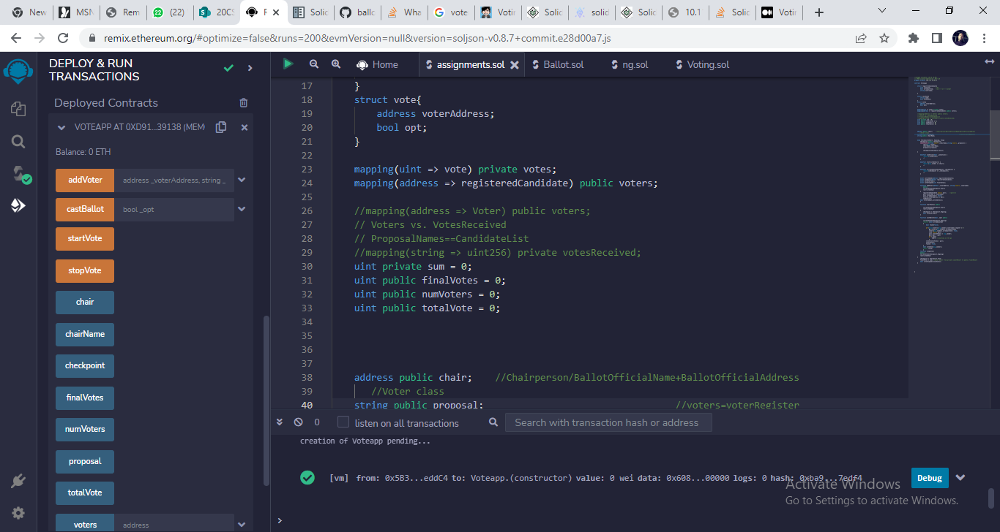 New
MSN
Rem
22 (22)
20CS
Solic
ballc
Wha
vote
Votir
Solic
solid
Solic
10.1
Solic
Votir
remix.ethereum.org/#optimize=false&runs=200&evmVersion=null&version=soljson-v0.8.7+commit.e28d00a7.js
DEPLOY & RUN
TRANSACTIONS
Deployed Contracts
VOTEAPP AT 0XD91...39138 (MEM
Balance: 0 ETH
addVoter address _voterAddress, string _
castBallot bool _opt
startVote
stopVote
chair
chairName
checkpoint
finalVotes
numVoters
proposal
totalVote
voters address
Home
assignments.sol
Ballot.sol
ng.sol
Voting.sol
17 }
18 struct vote{
19 address voterAddress;
20 bool opt;
21 }
22
23 mapping(uint => vote) private votes;
24 mapping(address => registeredCandidate) public voters;
25
26 //mapping(address => Voter) public voters;
27 // Voters vs. VotesReceived
28 // ProposalNames==CandidateList
29 //mapping(string => uint256) private votesReceived;
30 uint private sum = 0;
31 uint public finalVotes = 0;
32 uint public numVoters = 0;
33 uint public totalVote = 0;
34
35
36
37
38 address public chair; //Chairperson/BallotOfficialName+BallotOfficialAddress
39 //Voter class
40 string public proposal; //voters=voterRegister
0 listen on all transactions Search with transaction hash or address
creation of Voteapp pending...
[vm] from: 0x5B3...eddC4 to: Voteapp.(constructor) value: 0 wei data: 0x608...00000 logs: 0 hash: 0xba9...7edf4 Debug
Activate Windows
Go to Settings to activate Windows.
>